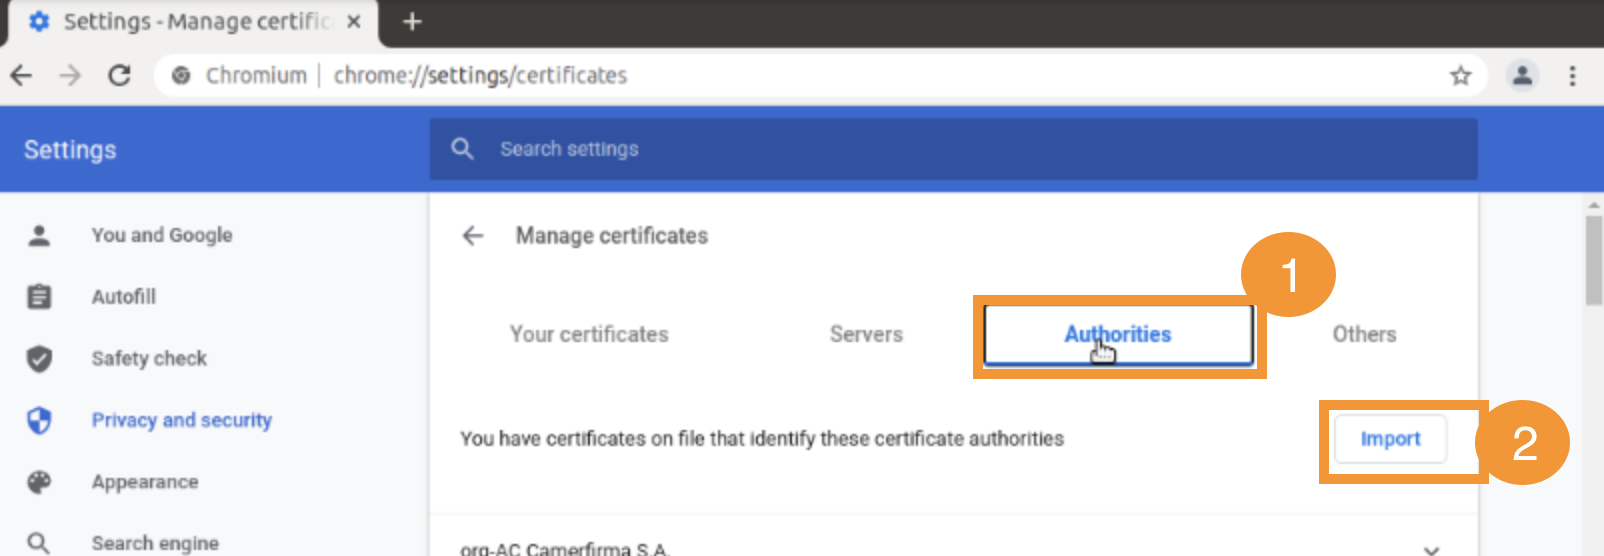 Settings - Manage certific
Chromium | chrome://settings/certificates
Settings
Search settings
You and Google
Autofill
Safety check
Privacy and security
Appearance
Search engine
Manage certificates
1
Your certificates
Servers
Authorities
Others
You have certificates on file that identify these certificate authorities
Import
2
org-AC Camerfirma S.A.